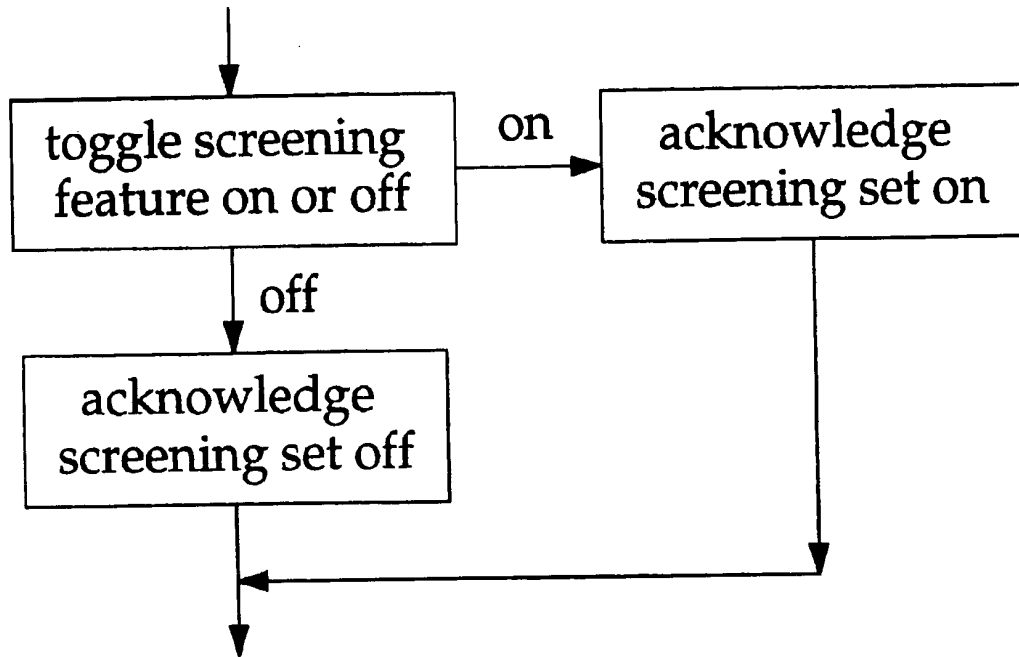 toggle screening
feature on or off
on
acknowledge
screening set on
off
acknowledge
screening set off